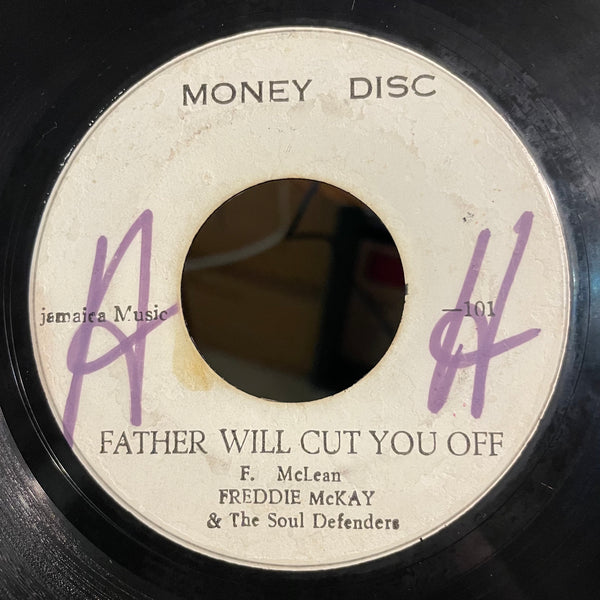 MONEY DISC
jamaica Music
—101
A H
FATHER WILL CUT YOU OFF
F. McLean
FREDDIE McKAY
& The Soul Defenders